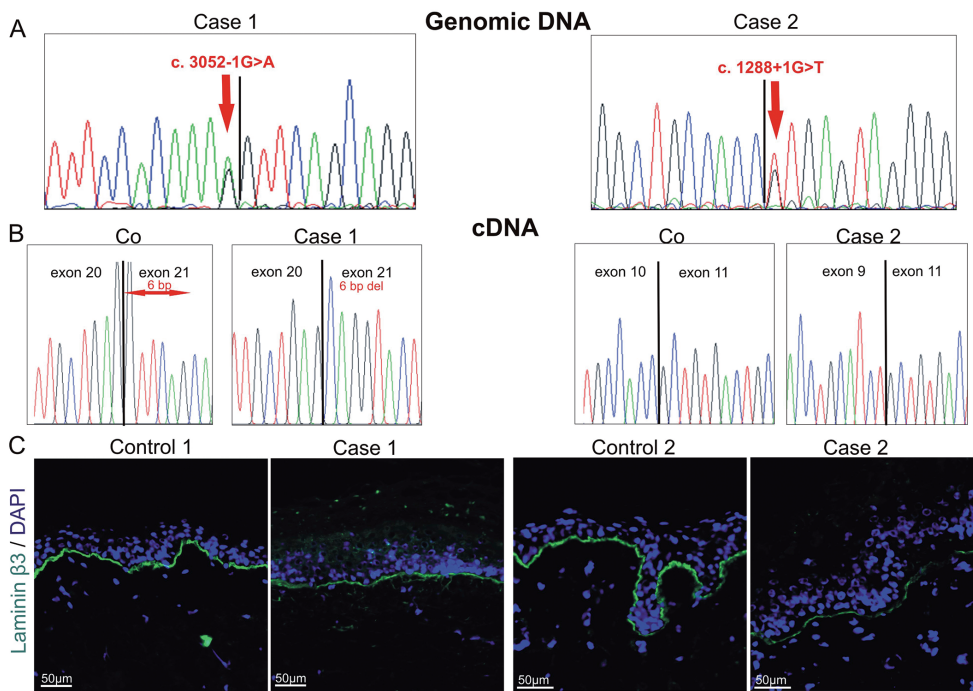 A
Case 1
Genomic DNA
Case 2
c. 3052-1G>A
c. 1288+1G>T
B
cDNA
Co
Case 1
Co
Case 2
exon 20
exon 21
6 bp
exon 20
exon 21
6 bp del
exon 10
exon 11
exon 9
exon 11
C
Control 1
Case 1
Control 2
Case 2
Laminin β3 / DAPI
50µm
50µm
50µm
50µm